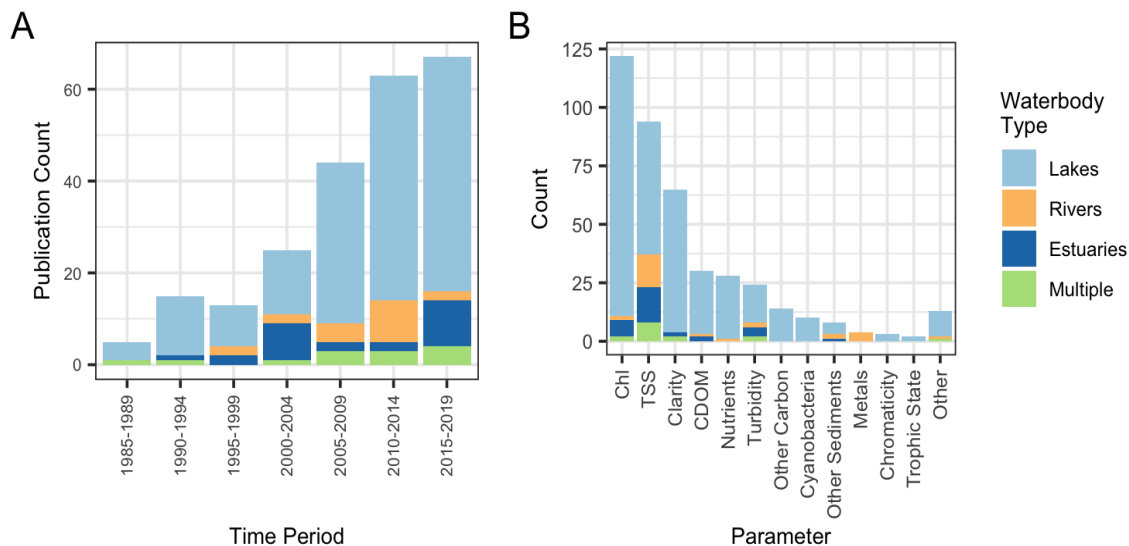 A
B
Publication Count
60
40
20
0
1985-1989
1990-1994
1995-1999
2000-2004
2005-2009
2010-2014
2015-2019
Time Period
Count
125
100
75
50
25
0
Chl
TSS
Clarity
CDOM
Nutrients
Turbidity
Other Carbon
Cyanobacteria
Other Sediments
Metals
Chromaticity
Trophic State
Other
Parameter
Waterbody
Type
Lakes
Rivers
Estuaries
Multiple